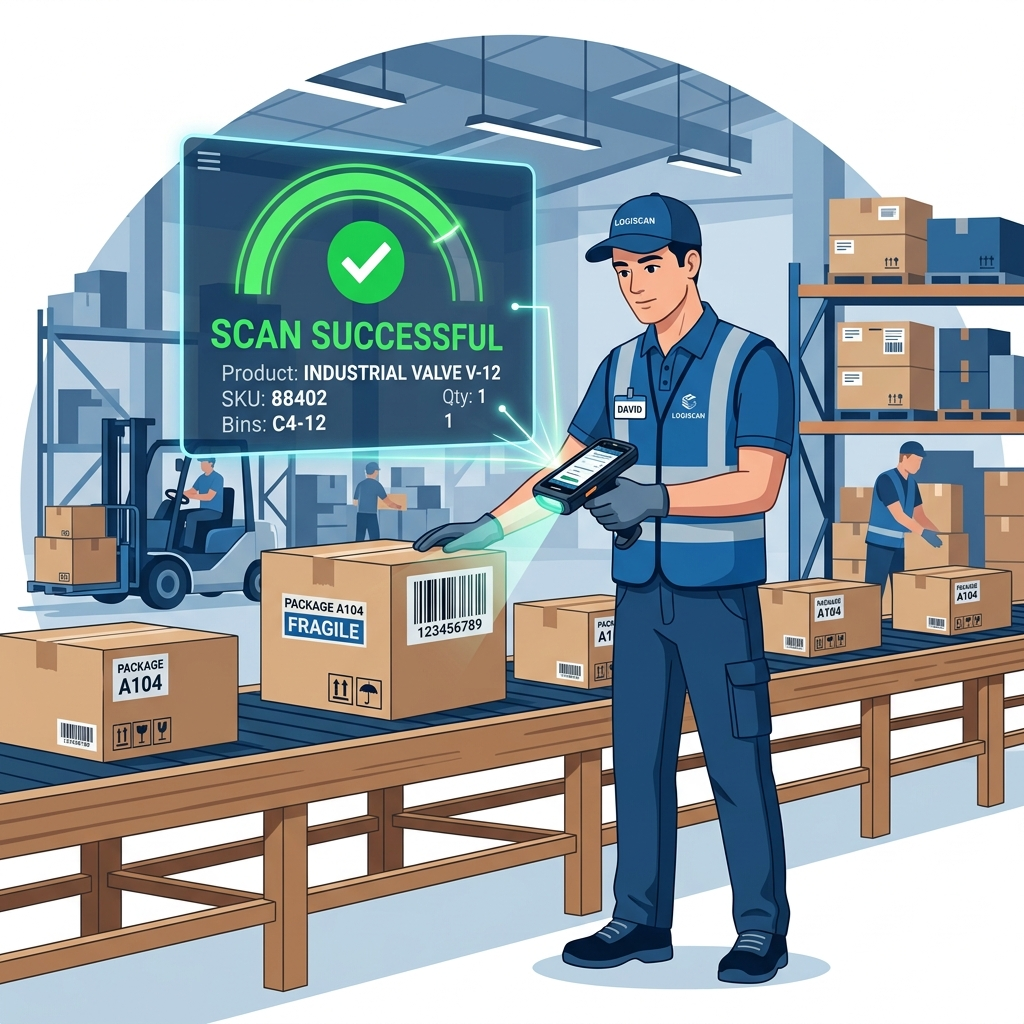 LOGISCAN
SCAN SUCCESSFUL
Product: INDUSTRIAL VALVE V-12
SKU: 88402
Qty: 1
Bins: C4-12
1
DAVID
LOGISCAN
PACKAGE A104
FRAGILE
123456789
PACKAGE
A104
A1
PACKAGE
A104
PACKAGE
A104